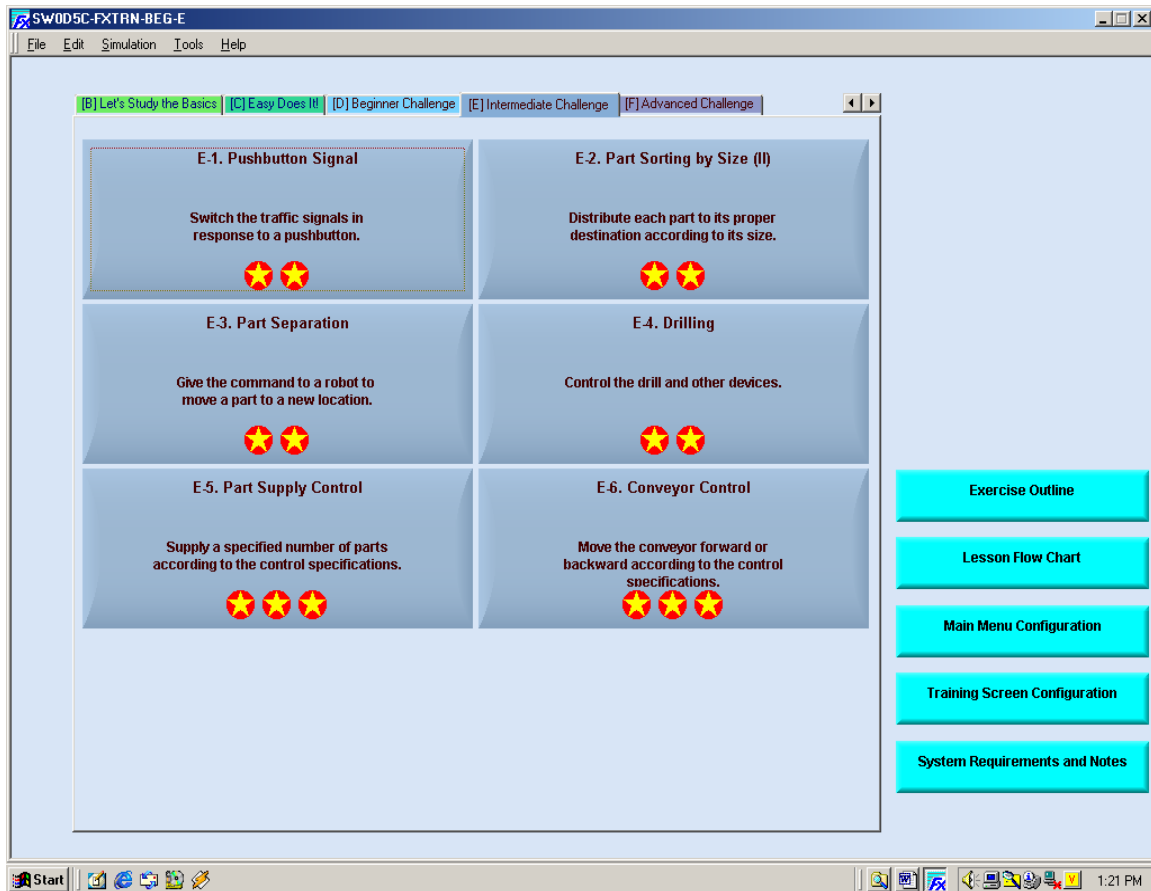 SW0D5C-FXTRN-BEG-E
File Edit Simulation Tools Help
[B] Let's Study the Basics [C] Easy Does It! [D] Beginner Challenge [E] Intermediate Challenge [F] Advanced Challenge
E-1. Pushbutton Signal
Switch the traffic signals in
response to a pushbutton.
E-2. Part Sorting by Size (II)
Distribute each part to its proper
destination according to its size.
E-3. Part Separation
Give the command to a robot to
move a part to a new location.
E-4. Drilling
Control the drill and other devices.
E-5. Part Supply Control
Supply a specified number of parts
according to the control specifications.
E-6. Conveyor Control
Move the conveyor forward or
backward according to the control
specifications.
Exercise Outline
Lesson Flow Chart
Main Menu Configuration
Training Screen Configuration
System Requirements and Notes
Start
1:21 PM